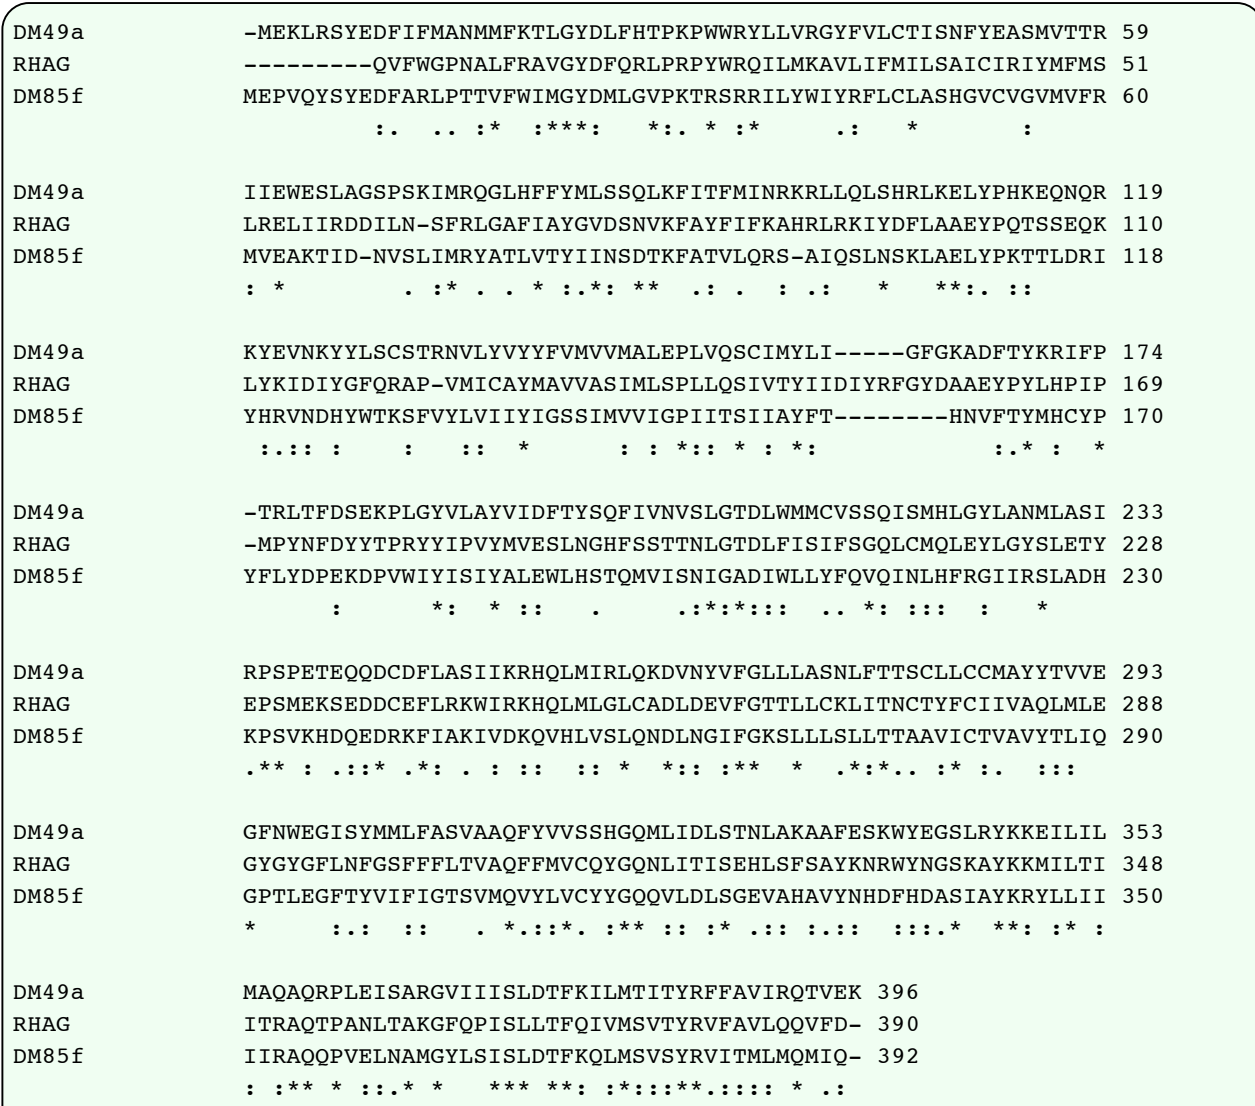 DM49a           -MEKLRSYEDFIFMANMMFKTLGYDLFHTPKPWWRYLLVRGYFVLCTISNFYEASMVTTR 59
RHAG            ---------QVFWGPNALFRAVGYDFQRLPRPYWRQILMKAVLIFMILSAICIRIYMFMS 51
DM85f           MEPVQYSYEDFARLPTTVFWIMGYDMLGVPKTRSRRILYWIYRFLCLASHGVCVGVMVFR 60
                         :.  .. :*  :***:   *:. * :*     .:   *       :

DM49a           IIEWESLAGSPSKIMRQGLHFFYMLSSQLKFITFMINRKRLLQLSHRLKELYPHKEQNQR 119
RHAG            LRELIIRDDILN-SFRLGAFIAYGVDSNVKFAYFIFKAHRLRKIYDFLAAEYPQTSSEQK 110
DM85f           MVEAKTID-NVSLIMRYATLVTYIINSDTKFATVLQRS-AIQSLNSKLAELYPKTTLDRI 118
                : *        . :* . . * :.*: **  .: .  : .:   *   **:. ::

DM49a           KYEVNKYYLSCSTRNVLYVYYFVMVVMALEPLVQSCIMYLI-----GFGKADFTYKRIFP 174
RHAG            LYKIDIYGFQRAP-VMICAYMAVVASIMLSPLLQSIVTYIIDIYRFGYDAAEYPYLHPIP 169
DM85f           YHRVNDHYWTKSFVYLVIIYIGSSIMVVIGPIITSIIAYFT--------HNVFTYMHCYP 170
                 :.:: :    :   ::  *      : : *:: * : *:           :.* :  *

DM49a           -TRLTFDSEKPLGYVLAYVIDFTYSQFIVNVSLGTDLWMMCVSSQISMHLGYLANMLASI 233
RHAG            -MPYNFDYYTPRYYIPVYMVESLNGHFSSTTNLGTDLFISIFSGQLCMQLEYLGYSLETY 228
DM85f           YFLYDPEKDPVWIYISIYALEWLHSTQMVISNIGADIWLLYFQVQINLHFRGIIRSLADH 230
                      :      *:  * ::   .     .:*:*:::  .. *: :::  :   *

DM49a           RPSPETEQQDCDFLASIIKRHQLMIRLQKDVNYVFGLLLASNLFTTSCLLCCMAYYTVVE 293
RHAG            EPSMEKSEDDCEFLRKWIRKHQLMLGLCADLDEVFGTTLLCKLITNCTYFCIIVAQLMLE 288
DM85f           KPSVKHDQEDRKFIAKIVDKQVHLVSLQNDLNGIFGKSLLLSLLTTAAVICTVAVYTLIQ 290
                .** : .::* .*: . : ::  :: *  *:: :**  *  .*:*.. :* :.  :::

DM49a           GFNWEGISYMMLFASVAAQFYVVSSHGQMLIDLSTNLAKAAFESKWYEGSLRYKKEILIL 353
RHAG            GYGYGFLNFGSFFFLTVAQFFMVCQYGQNLITISEHLSFSAYKNRWYNGSKAYKKMILTI 348
DM85f           GPTLEGFTYVIFIGTSVMQVYLVCYYGQQVLDLSGEVAHAVYNHDFHDASIAYKRYLLII 350
                *     :.:  ::   . *.::*. :** :: :* .:: :.::  :::.*  **: :* :

DM49a           MAQAQRPLEISARGVIIISLDTFKILMTITYRFFAVIRQTVEK 396
RHAG            ITRAQTPANLTAKGFQPISLLTFQIVMSVTYRVFAVLQQVFD- 390
DM85f           IIRAQQPVELNAMGYLSISLDTFKQLMSVSYRVITMLMQMIQ- 392
                : :** * ::.* *   *** **: :*:::**.:::: * .: